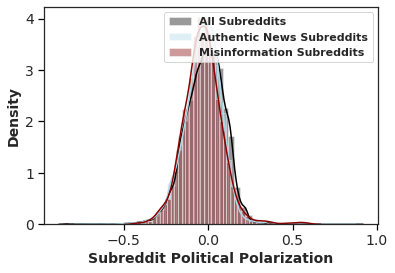 All Subreddits
Authentic News Subreddits
Misinformation Subreddits
Density
4
3
2
1
0
−0.5
0.0
0.5
1.0
Subreddit Political Polarization